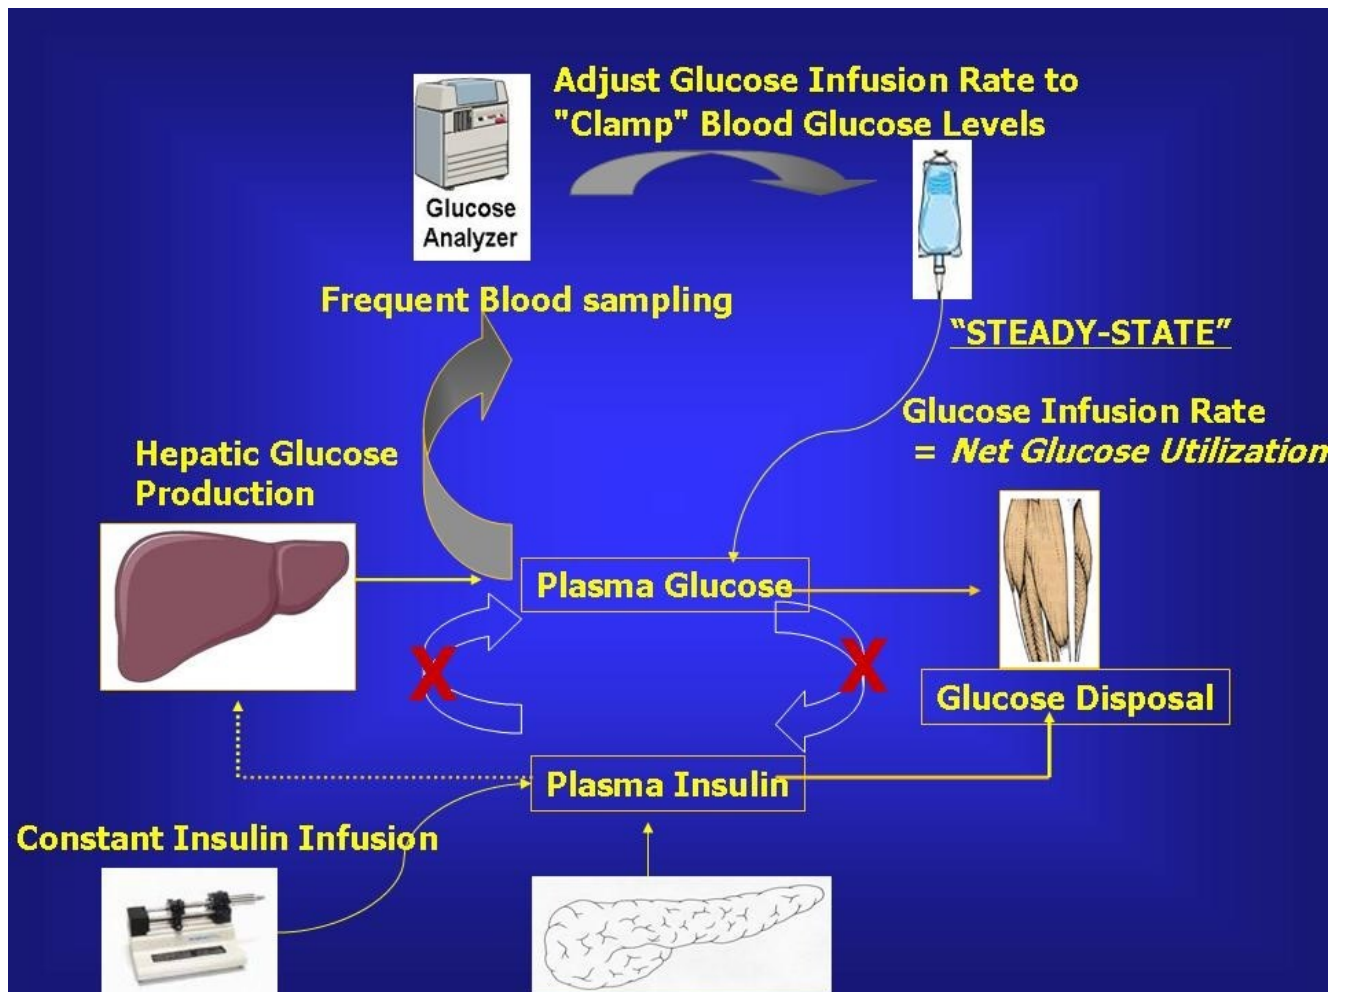 Adjust Glucose Infusion Rate to
"Clamp" Blood Glucose Levels
Glucose
Analyzer
Frequent Blood sampling
“STEADY-STATE”
Glucose Infusion Rate
= Net Glucose Utilization
Hepatic Glucose
Production
Plasma Glucose
X
X
Glucose Disposal
Plasma Insulin
Constant Insulin Infusion